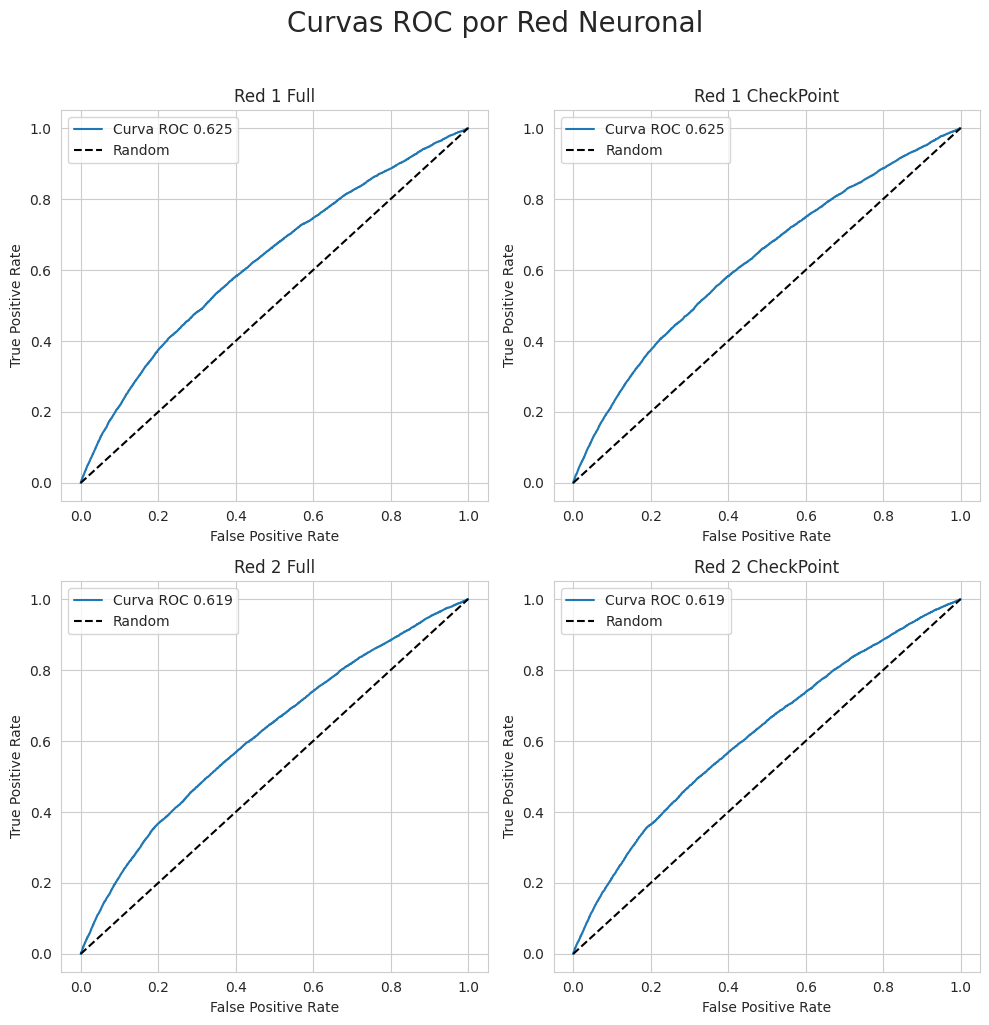 Curvas ROC por Red Neuronal
Red 1 Full
Curva ROC 0.625
Random
1.0
0.8
0.6
0.4
0.2
0.0
True Positive Rate
0.0 0.2 0.4 0.6 0.8 1.0
False Positive Rate
Red 1 CheckPoint
Curva ROC 0.625
Random
1.0
0.8
0.6
0.4
0.2
0.0
True Positive Rate
0.0 0.2 0.4 0.6 0.8 1.0
False Positive Rate
Red 2 Full
Curva ROC 0.619
Random
1.0
0.8
0.6
0.4
0.2
0.0
True Positive Rate
0.0 0.2 0.4 0.6 0.8 1.0
False Positive Rate
Red 2 CheckPoint
Curva ROC 0.619
Random
1.0
0.8
0.6
0.4
0.2
0.0
True Positive Rate
0.0 0.2 0.4 0.6 0.8 1.0
False Positive Rate